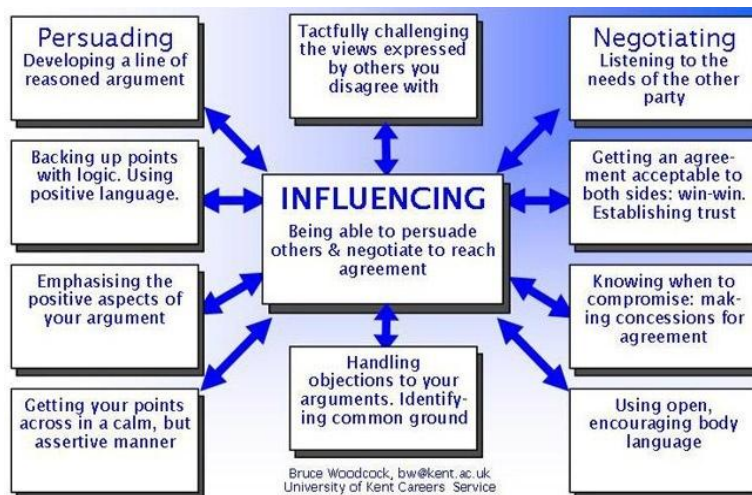 Persuading
Developing a line of
reasoned argument
Backing up points
with logic. Using
positive language.
Emphasising the
positive aspects of
your argument
Getting your points
across in a calm, but
assertive manner
Tactfully challenging
the views expressed
by others you
disagree with
INFLUENCING
Being able to persuade
others & negotiate to reach
agreement
Handling
objections to your
arguments. Identify-
ing common ground
Negotiating
Listening to the
needs of the other
party
Getting an agree-
ment acceptable to
both sides: win-win.
Establishing trust
Knowing when to
compromise: mak-
ing concessions for
agreement
Using open,
encouraging body
language
Bruce Woodcock, bw@kent.ac.uk
University of Kent Careers Service